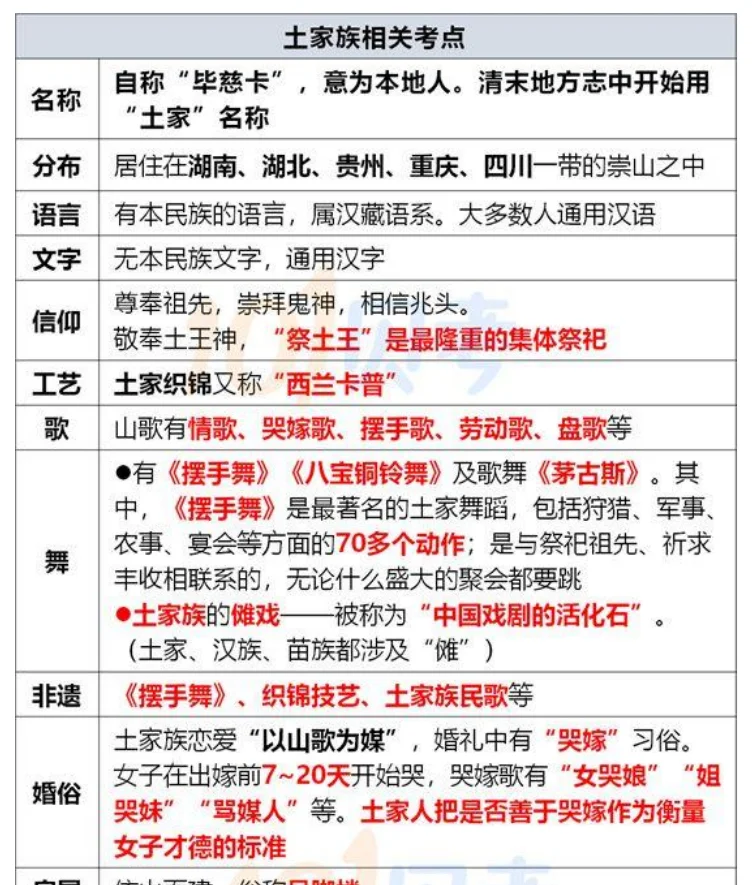 土家族相关考点
名称
自称“毕慈卡”，意为本地人。清末地方志中开始用
“土家”名称
分布
居住在湖南、湖北、贵州、重庆、四川一带的崇山之中
语言
有本民族的语言，属汉藏语系。大多数人通用汉语
文字
无本民族文字，通用汉字
信仰
尊奉祖先，崇拜鬼神，相信兆头。
敬奉土王神，“祭土王”是最隆重的集体祭祀
工艺
土家织锦又称“西兰卡普”
歌
山歌有情歌、哭嫁歌、摆手歌、劳动歌、盘歌等
舞
●有《摆手舞》《八宝铜铃舞》及歌舞《茅古斯》。其
中，《摆手舞》是最著名的土家舞蹈，包括狩猎、军事、
农事、宴会等方面的70多个动作；是与祭祀祖先、祈求
丰收相联系的，无论什么盛大的聚会都要跳
●土家族的傩戏——被称为“中国戏剧的活化石”。
（土家、汉族、苗族都涉及“傩”）
非遗
《摆手舞》、织锦技艺、土家族民歌等
婚俗
土家族恋爱“以山歌为媒”，婚礼中有“哭嫁”习俗。
女子在出嫁前7~20天开始哭，哭嫁歌有“女哭娘”“姐
哭妹”“骂媒人”等。土家人把是否善于哭嫁作为衡量
女子才德的标准